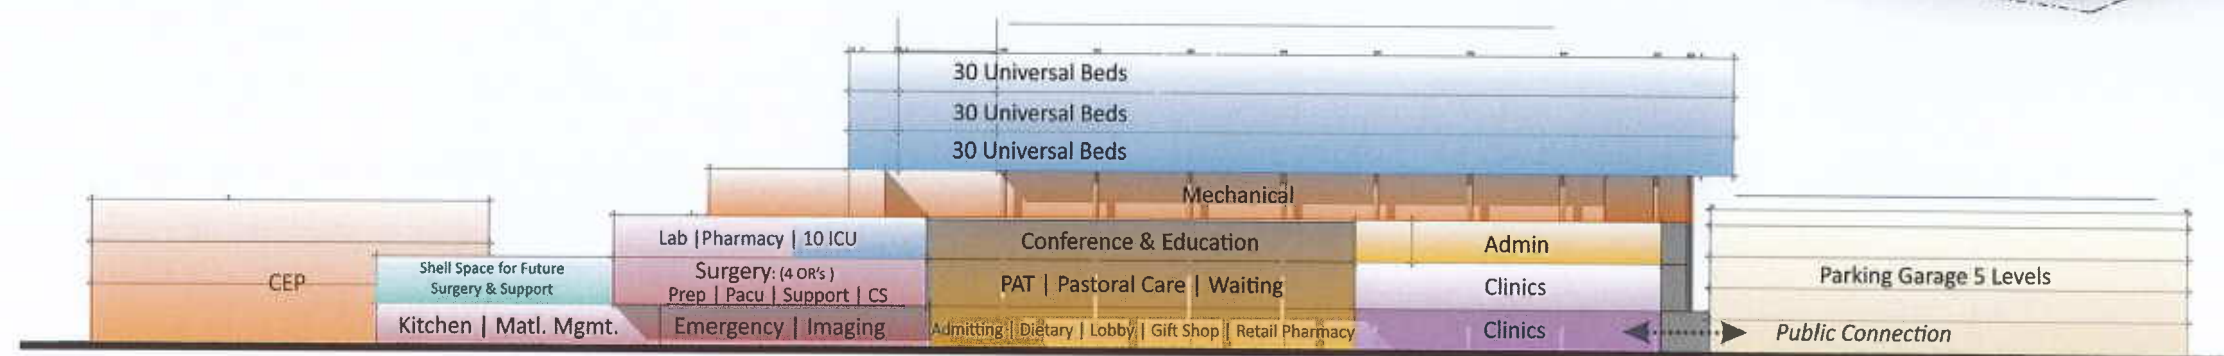 30 Universal Beds
30 Universal Beds
30 Universal Beds
Mechanical
Lab | Pharmacy | 10 ICU
Conference & Education
Admin
CEP
Shell Space for Future
Surgery & Support
Surgery: (4 OR's )
Prep | Pacu | Support | CS
PAT | Pastoral Care | Waiting
Clinics
Parking Garage 5 Levels
Kitchen | Matl. Mgmt.
Emergency | Imaging
Admitting | Dietary | Lobby | Gift Shop | Retail Pharmacy
Clinics
Public Connection